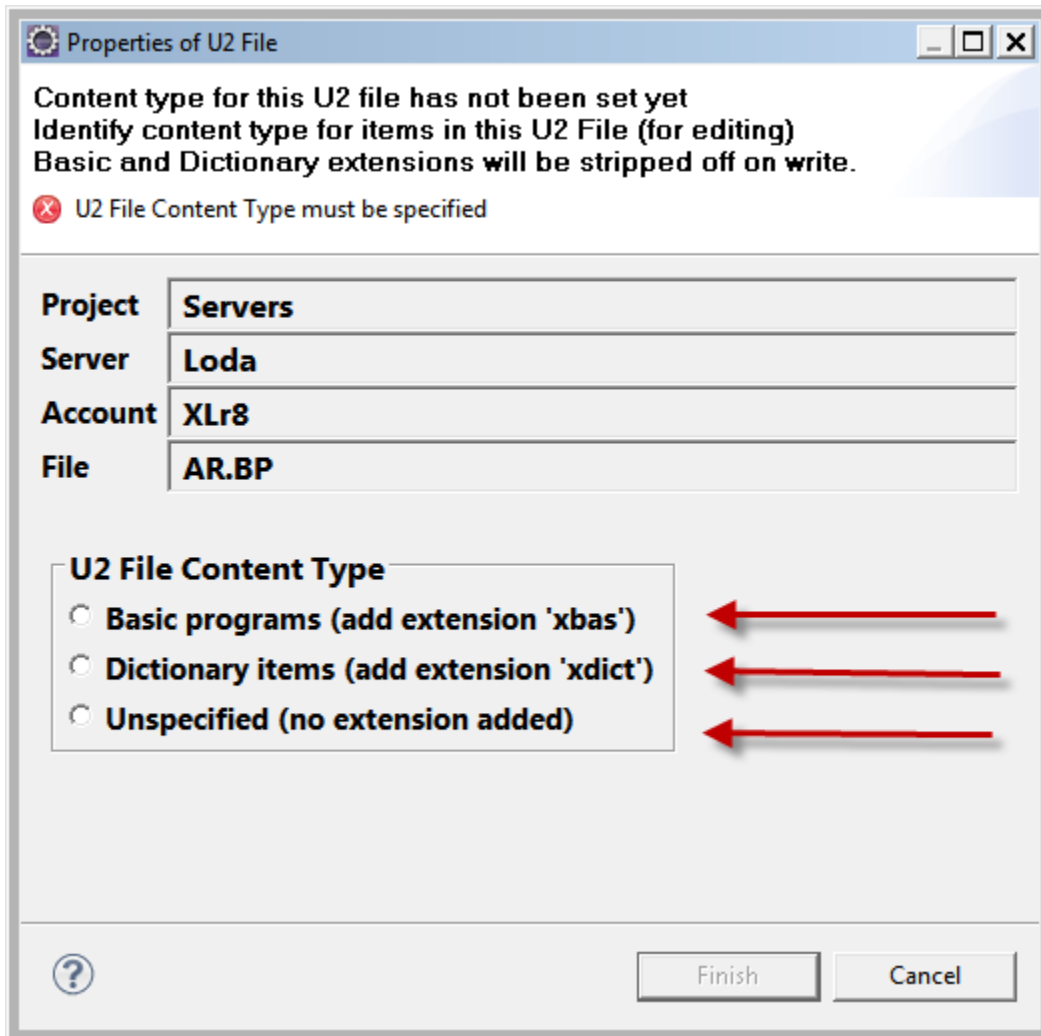 Properties of U2 File
Content type for this U2 file has not been set yet
Identify content type for items in this U2 File (for editing)
Basic and Dictionary extensions will be stripped off on write.
U2 File Content Type must be specified
Project Servers
Server Loda
Account XLr8
File AR.BP
U2 File Content Type
Basic programs (add extension 'xbas')
Dictionary items (add extension 'xdict')
Unspecified (no extension added)
? Finish Cancel